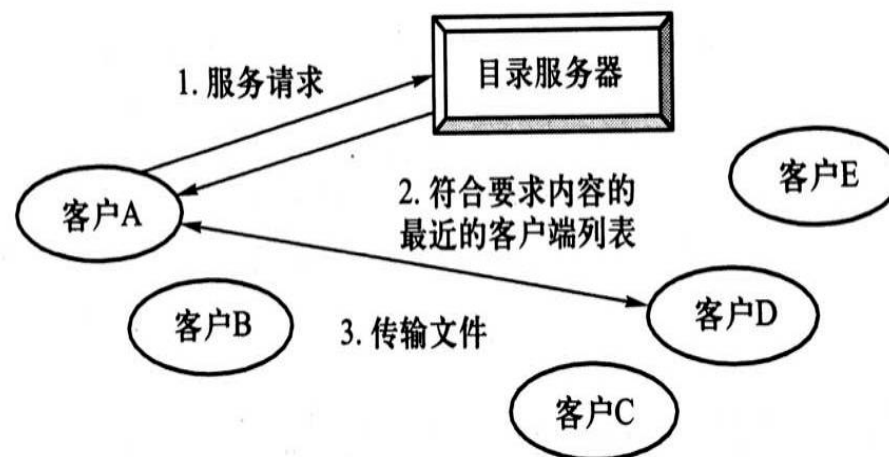 1. 服务请求
目录服务器
客户E
2. 符合要求内容的
最近的客户端列表
客户A
客户D
客户B
3. 传输文件
客户C